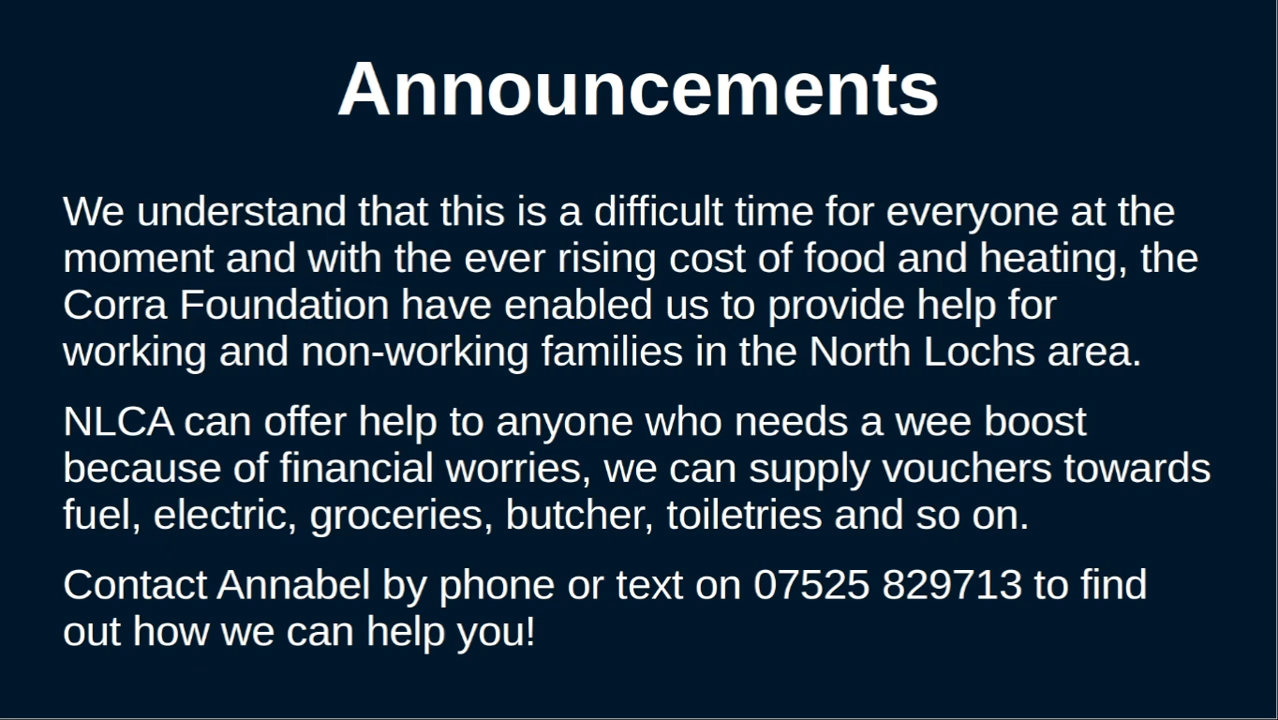 Announcements
We understand that this is a difficult time for everyone at the
moment and with the ever rising cost of food and heating, the
Corra Foundation have enabled us to provide help for
working and non-working families in the North Lochs area.
NLCA can offer help to anyone who needs a wee boost
because of financial worries, we can supply vouchers towards
fuel, electric, groceries, butcher, toiletries and so on.
Contact Annabel by phone or text on 07525 829713 to find
out how we can help you!